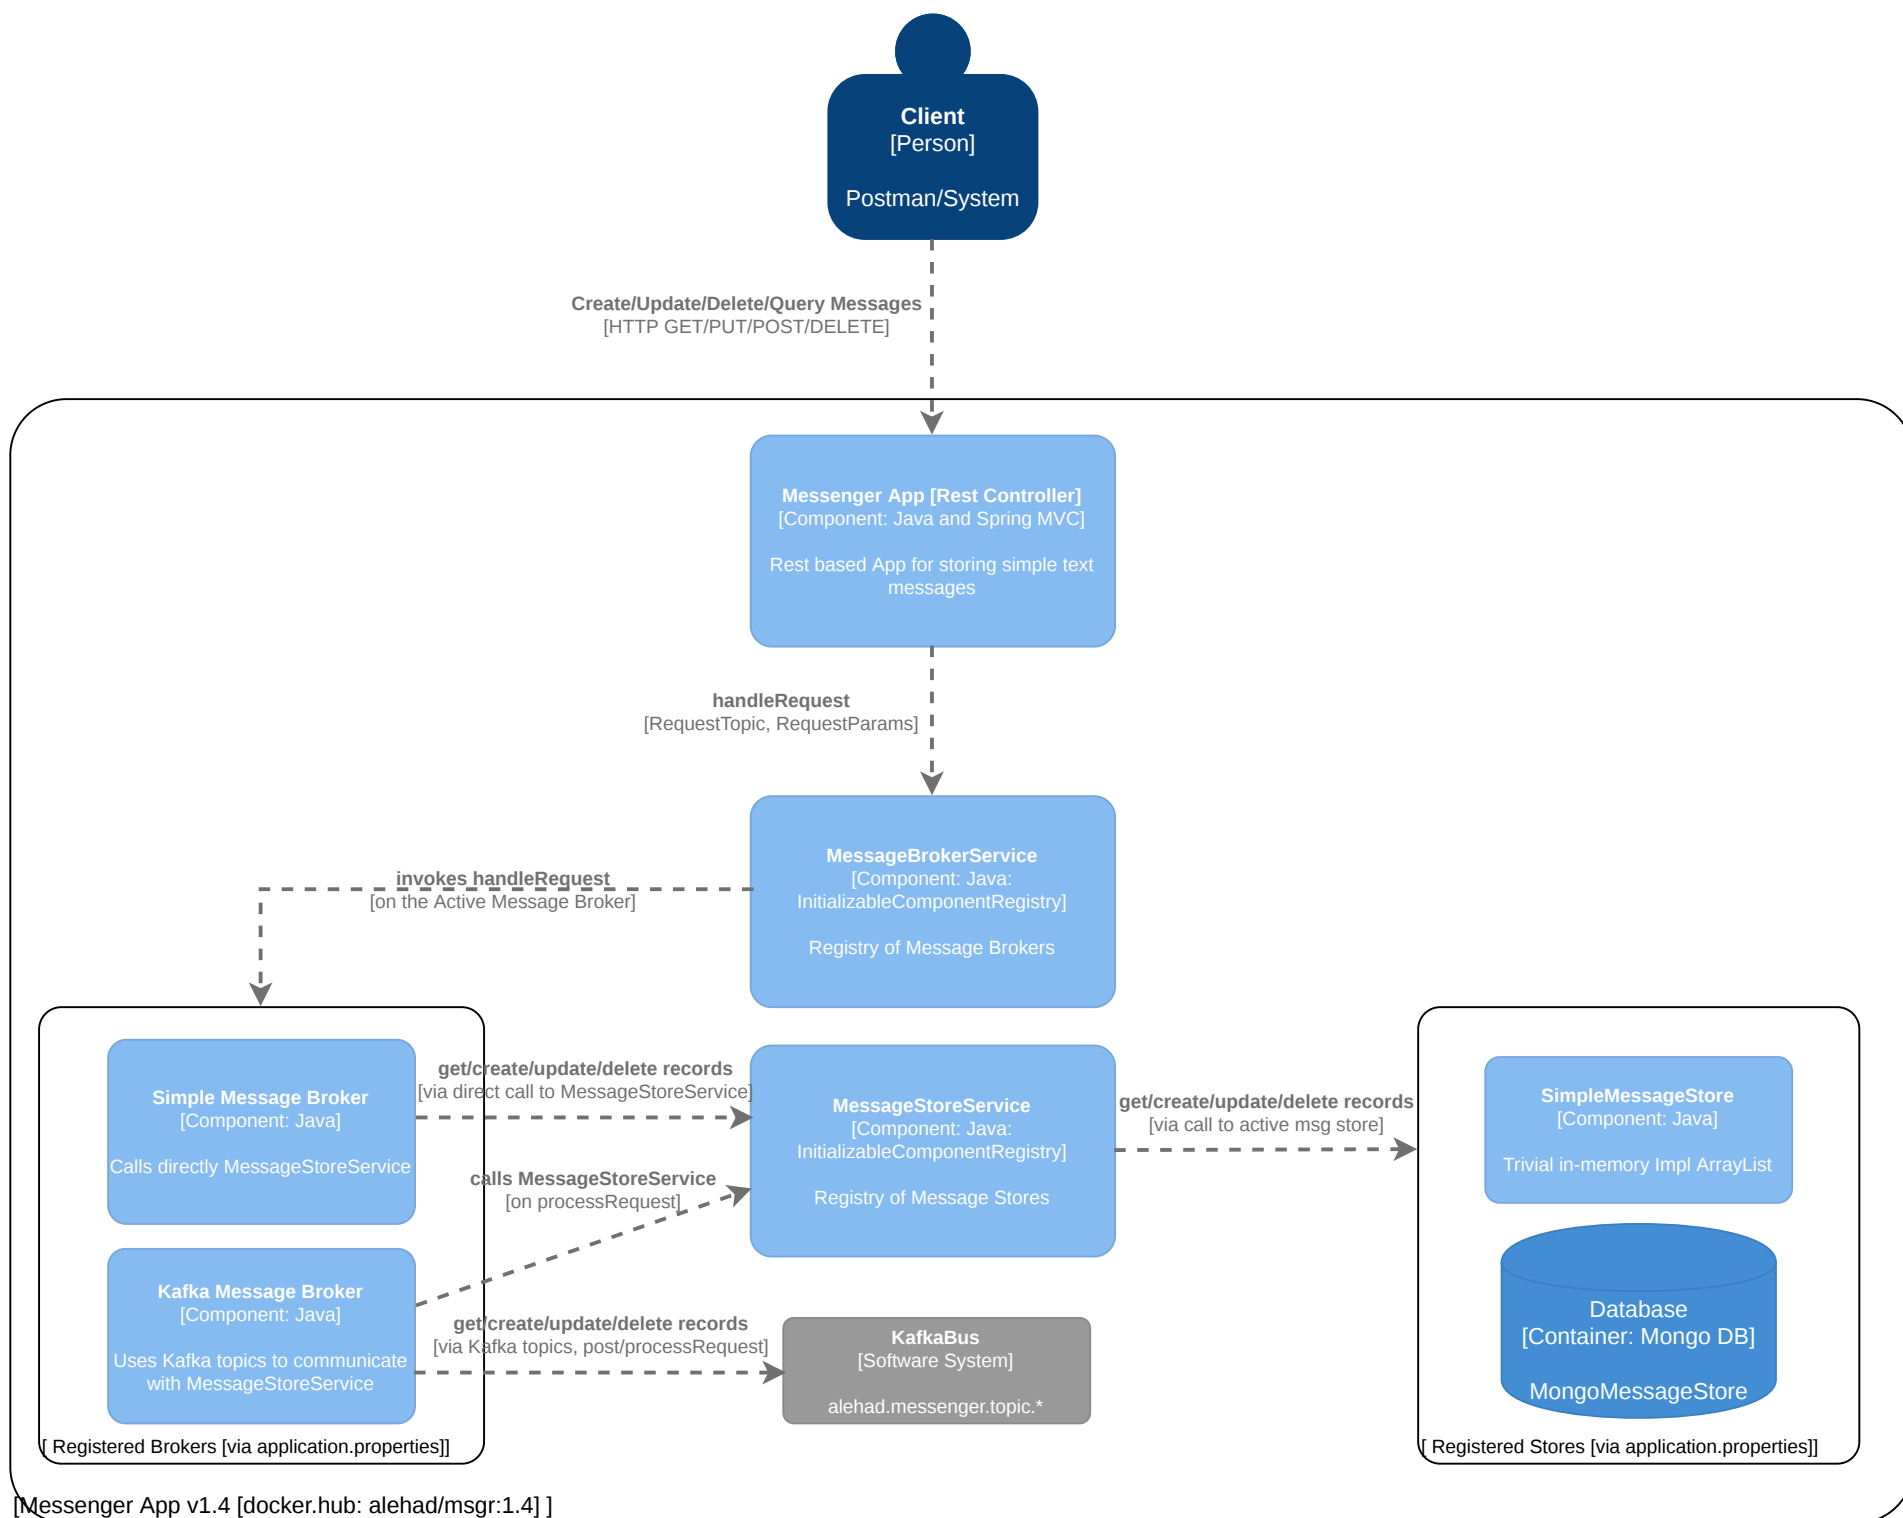 Client
[Person]
Postman/System
Create/Update/Delete/Query Messages
[HTTP GET/PUT/POST/DELETE]
Messenger App [Rest Controller]
[Component: Java and Spring MVC]
Rest based App for storing simple text
messages
handleRequest
[RequestTopic, RequestParams]
MessageBrokerService
[Component: Java:
InitializableComponentRegistry]
Registry of Message Brokers
invokes handleRequest
[on the Active Message Broker]
Simple Message Broker
[Component: Java]
Calls directly MessageStoreService
get/create/update/delete records
[via direct call to MessageStoreService]
calls MessageStoreService
[on processRequest]
MessageStoreService
[Component: Java:
InitializableComponentRegistry]
Registry of Message Stores
get/create/update/delete records
[via call to active msg store]
SimpleMessageStore
[Component: Java]
Trivial in-memory Impl ArrayList
Kafka Message Broker
[Component: Java]
Uses Kafka topics to communicate
with MessageStoreService
get/create/update/delete records
[via Kafka topics, post/processRequest]
KafkaBus
[Software System]
alehad.messenger.topic.*
Database
[Container: Mongo DB]
MongoMessageStore
[ Registered Brokers [via application.properties]]
[ Registered Stores [via application.properties]]
[Messenger App v1.4 [docker.hub: alehad/msgr:1.4] ]